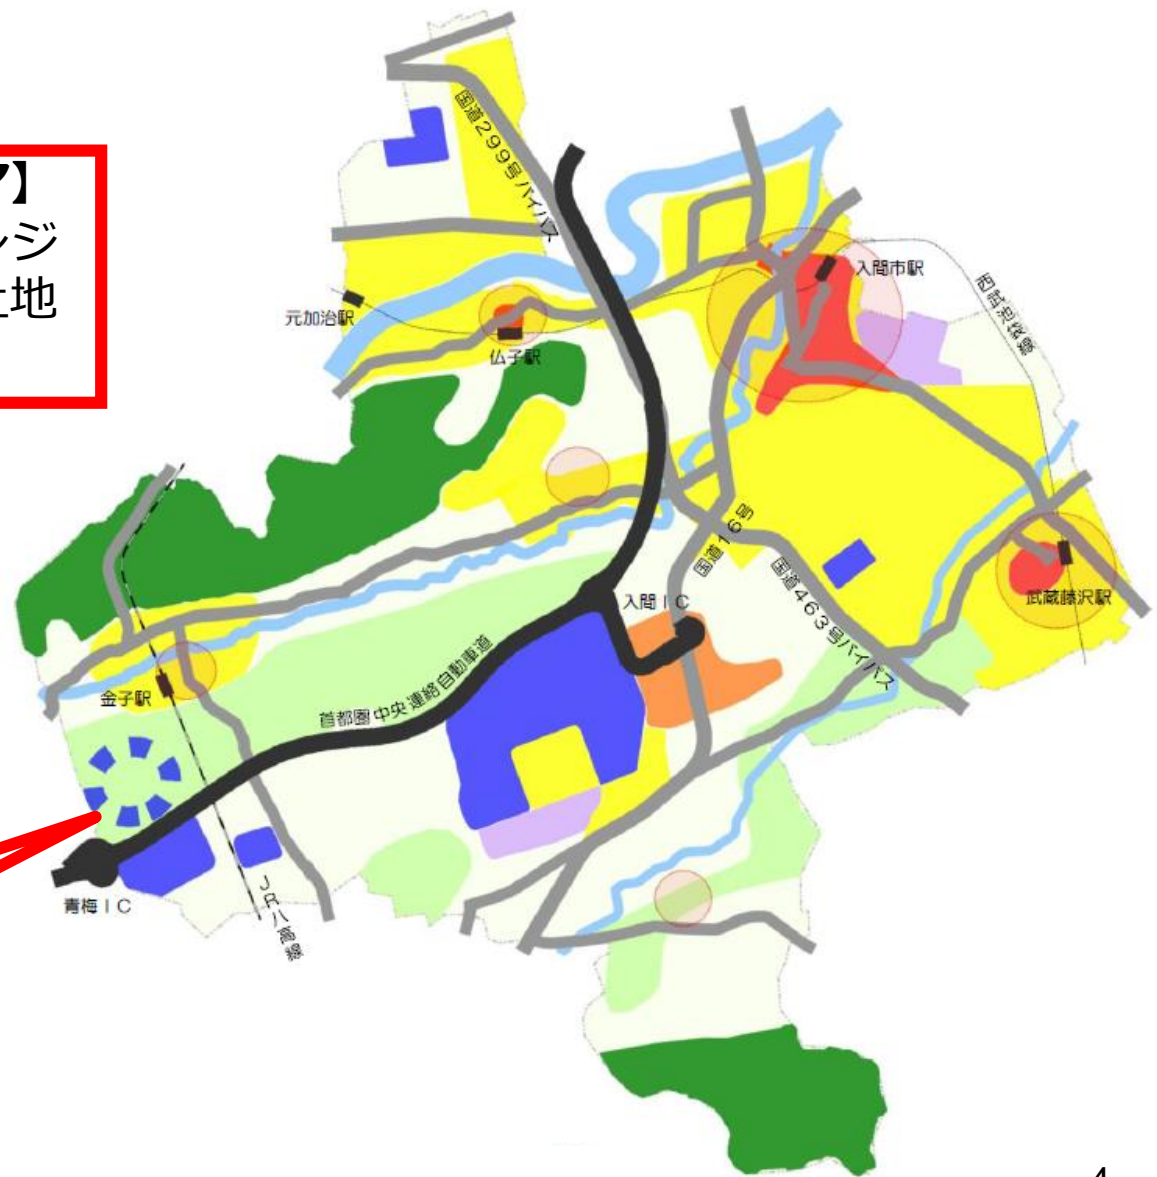 ア】
ンジ
土地
国道299号バイパス
入間市駅
西武池袋線
元加治駅
仏子駅
国道16号
入間IC
国道463号バイパス
武蔵藤沢駅
金子駅
首都圏中央連絡自動車道
青梅IC
JR八高線